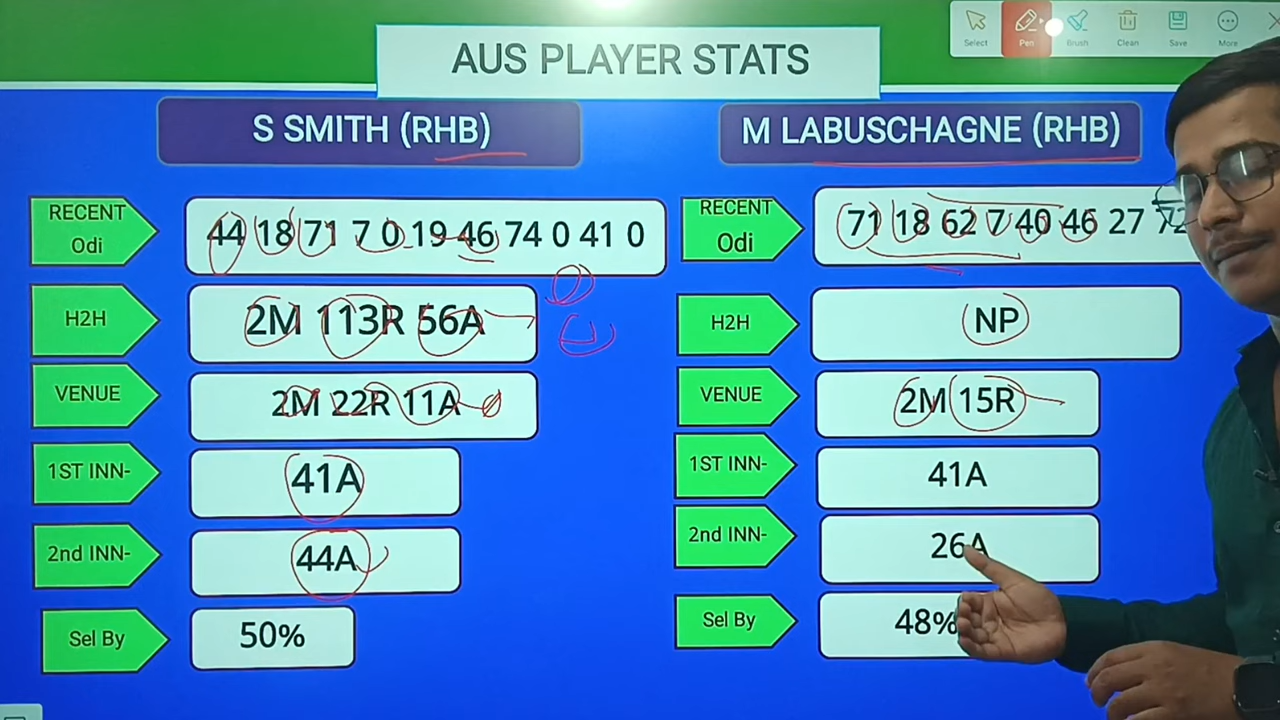 AUS PLAYER STATS
Select Pen Brush Clean Save More
S SMITH (RHB)
RECENT
Odi
44 18 71 7 0 19 46 74 0 41 0
H2H
2M 113R 56A
VENUE
2M 22R 11A
1ST INN-
41A
2nd INN-
44A
Sel By
50%
M LABUSCHAGNE (RHB)
RECENT
Odi
71 18 62 7 40 46 27 72
H2H
NP
VENUE
2M 15R
1ST INN-
41A
2nd INN-
26A
Sel By
48%